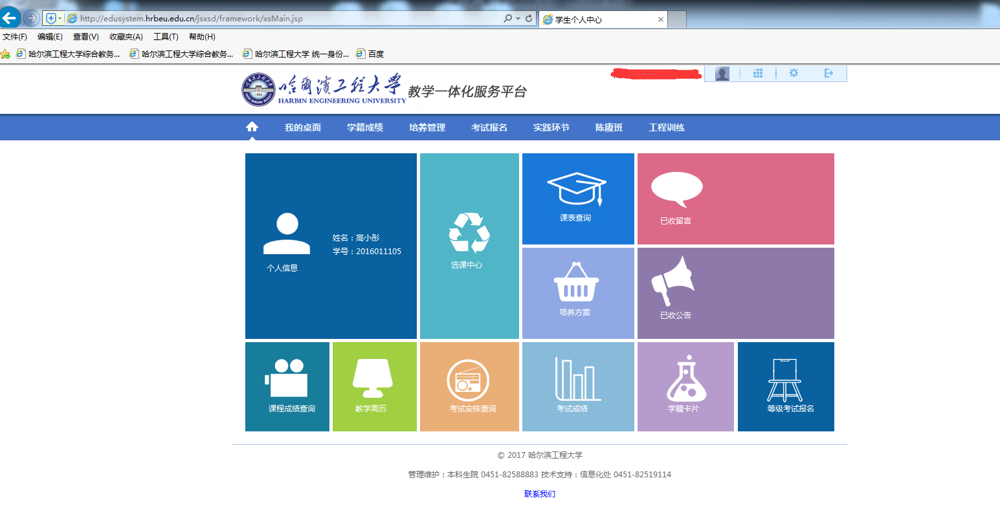 http://edusystem.hrbeu.edu.cn/jsxsd/framework/xsMain.jsp
学生个人中心
文件(F) 编辑(E) 查看(V) 收藏夹(A) 工具(T) 帮助(H)
哈尔滨工程大学综合教务... 哈尔滨工程大学综合教务... 哈尔滨工程大学 统一身份... 百度
哈尔滨工程大学
HARBIN ENGINEERING UNIVERSITY
教学一体化服务平台
我的桌面 学籍成绩 培养管理 考试报名 实践环节 陈赓班 工程训练
姓名：高小彤
学号：2016011105
个人信息
选课中心
课表查询
已收留言
培养方案
已收公告
课程成绩查询
教学周历
考试安排查询
考试成绩
学籍卡片
等级考试报名
© 2017 哈尔滨工程大学
管理维护：本科生院 0451-82588883 技术支持：信息化处 0451-82519114
联系我们